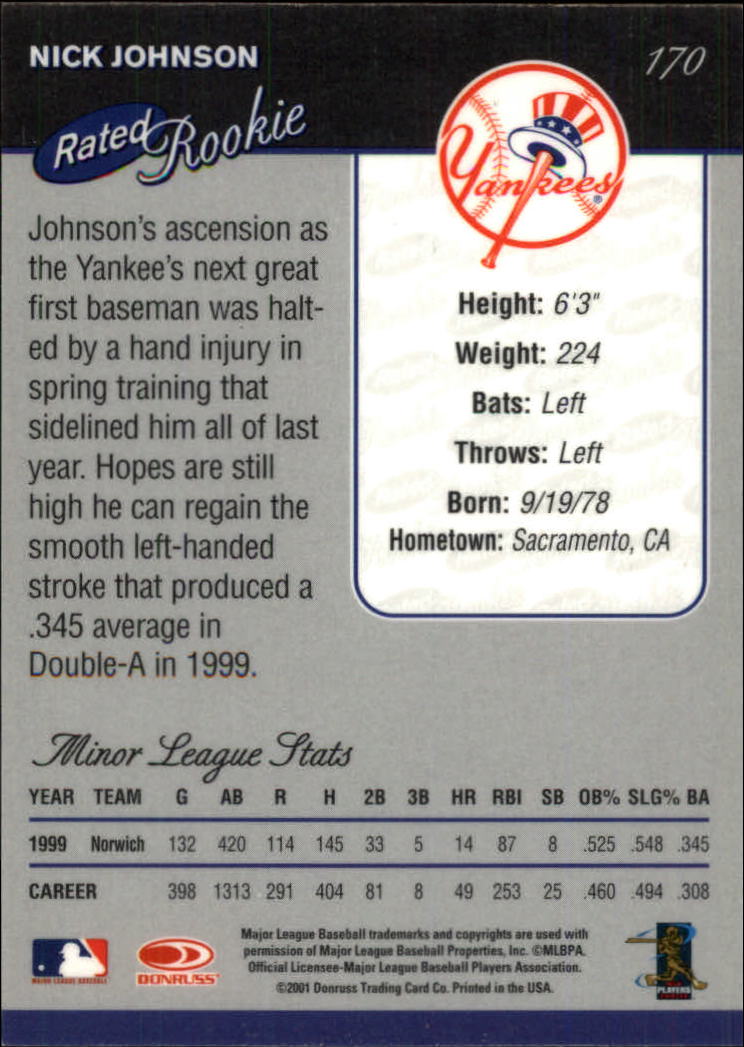 NICK JOHNSON
170
Rated Rookie
Yankees®
Johnson's ascension as
the Yankee's next great
first baseman was halt-
ed by a hand injury in
spring training that
sidelined him all of last
year. Hopes are still
high he can regain the
smooth left-handed
stroke that produced a
.345 average in
Double-A in 1999.
Height: 6'3"
Weight: 224
Bats: Left
Throws: Left
Born: 9/19/78
Hometown: Sacramento, CA
Minor League Stats
YEAR TEAM G AB R H 2B 3B HR RBI SB OB% SLG% BA
1999 Norwich 132 420 114 145 33 5 14 87 8 .525 .548 .345
CAREER 398 1313 291 404 81 8 49 253 25 .460 .494 .308
Major League Baseball trademarks and copyrights are used with
permission of Major League Baseball Properties, Inc. ©MLBPA.
Official Licensee-Major League Baseball Players Association.
©2001 Donruss Trading Card Co. Printed in the USA.
MAJOR LEAGUE BASEBALL
DONRUSS
PLAYERS